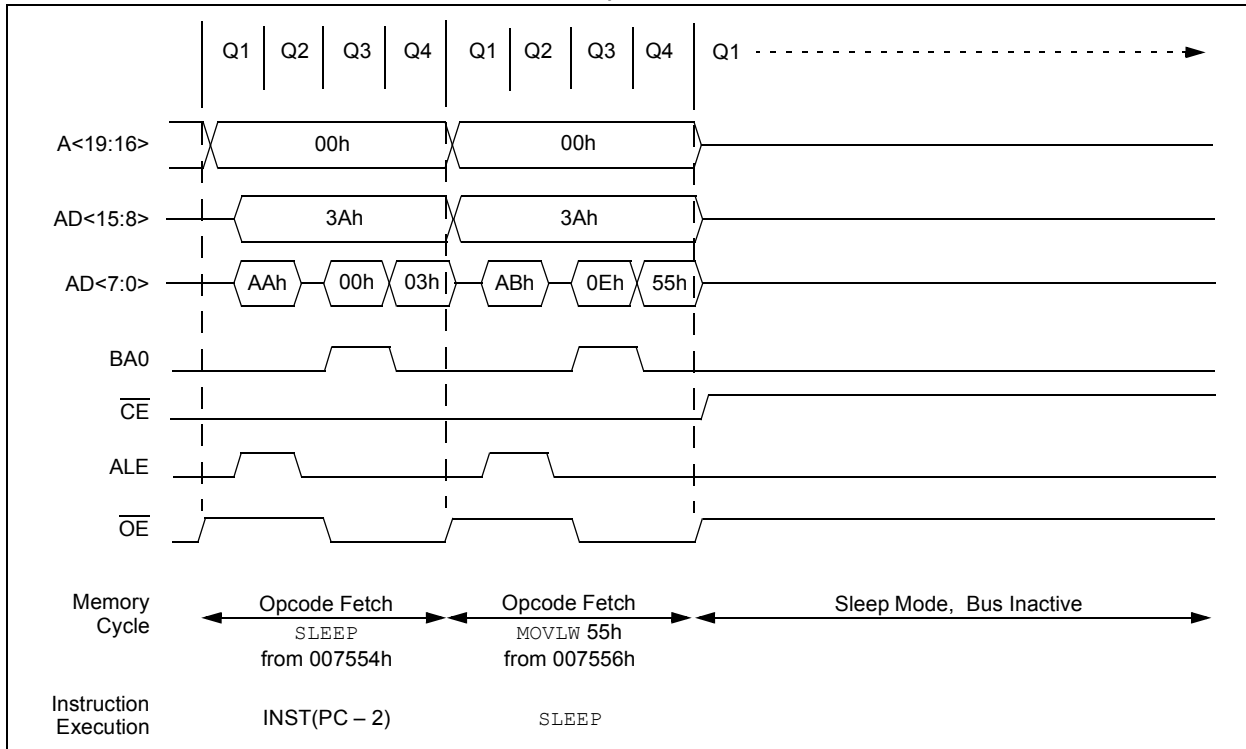 Q1 Q2 Q3 Q4 Q1 Q2 Q3 Q4 Q1
A<19:16> 00h 00h
AD<15:8> 3Ah 3Ah
AD<7:0> AAh 00h 03h ABh 0Eh 55h
BA0
CE
ALE
OE
Memory Cycle
Opcode Fetch
SLEEP
from 007554h
Opcode Fetch
MOVLW 55h
from 007556h
Sleep Mode, Bus Inactive
Instruction
Execution
INST(PC – 2) SLEEP